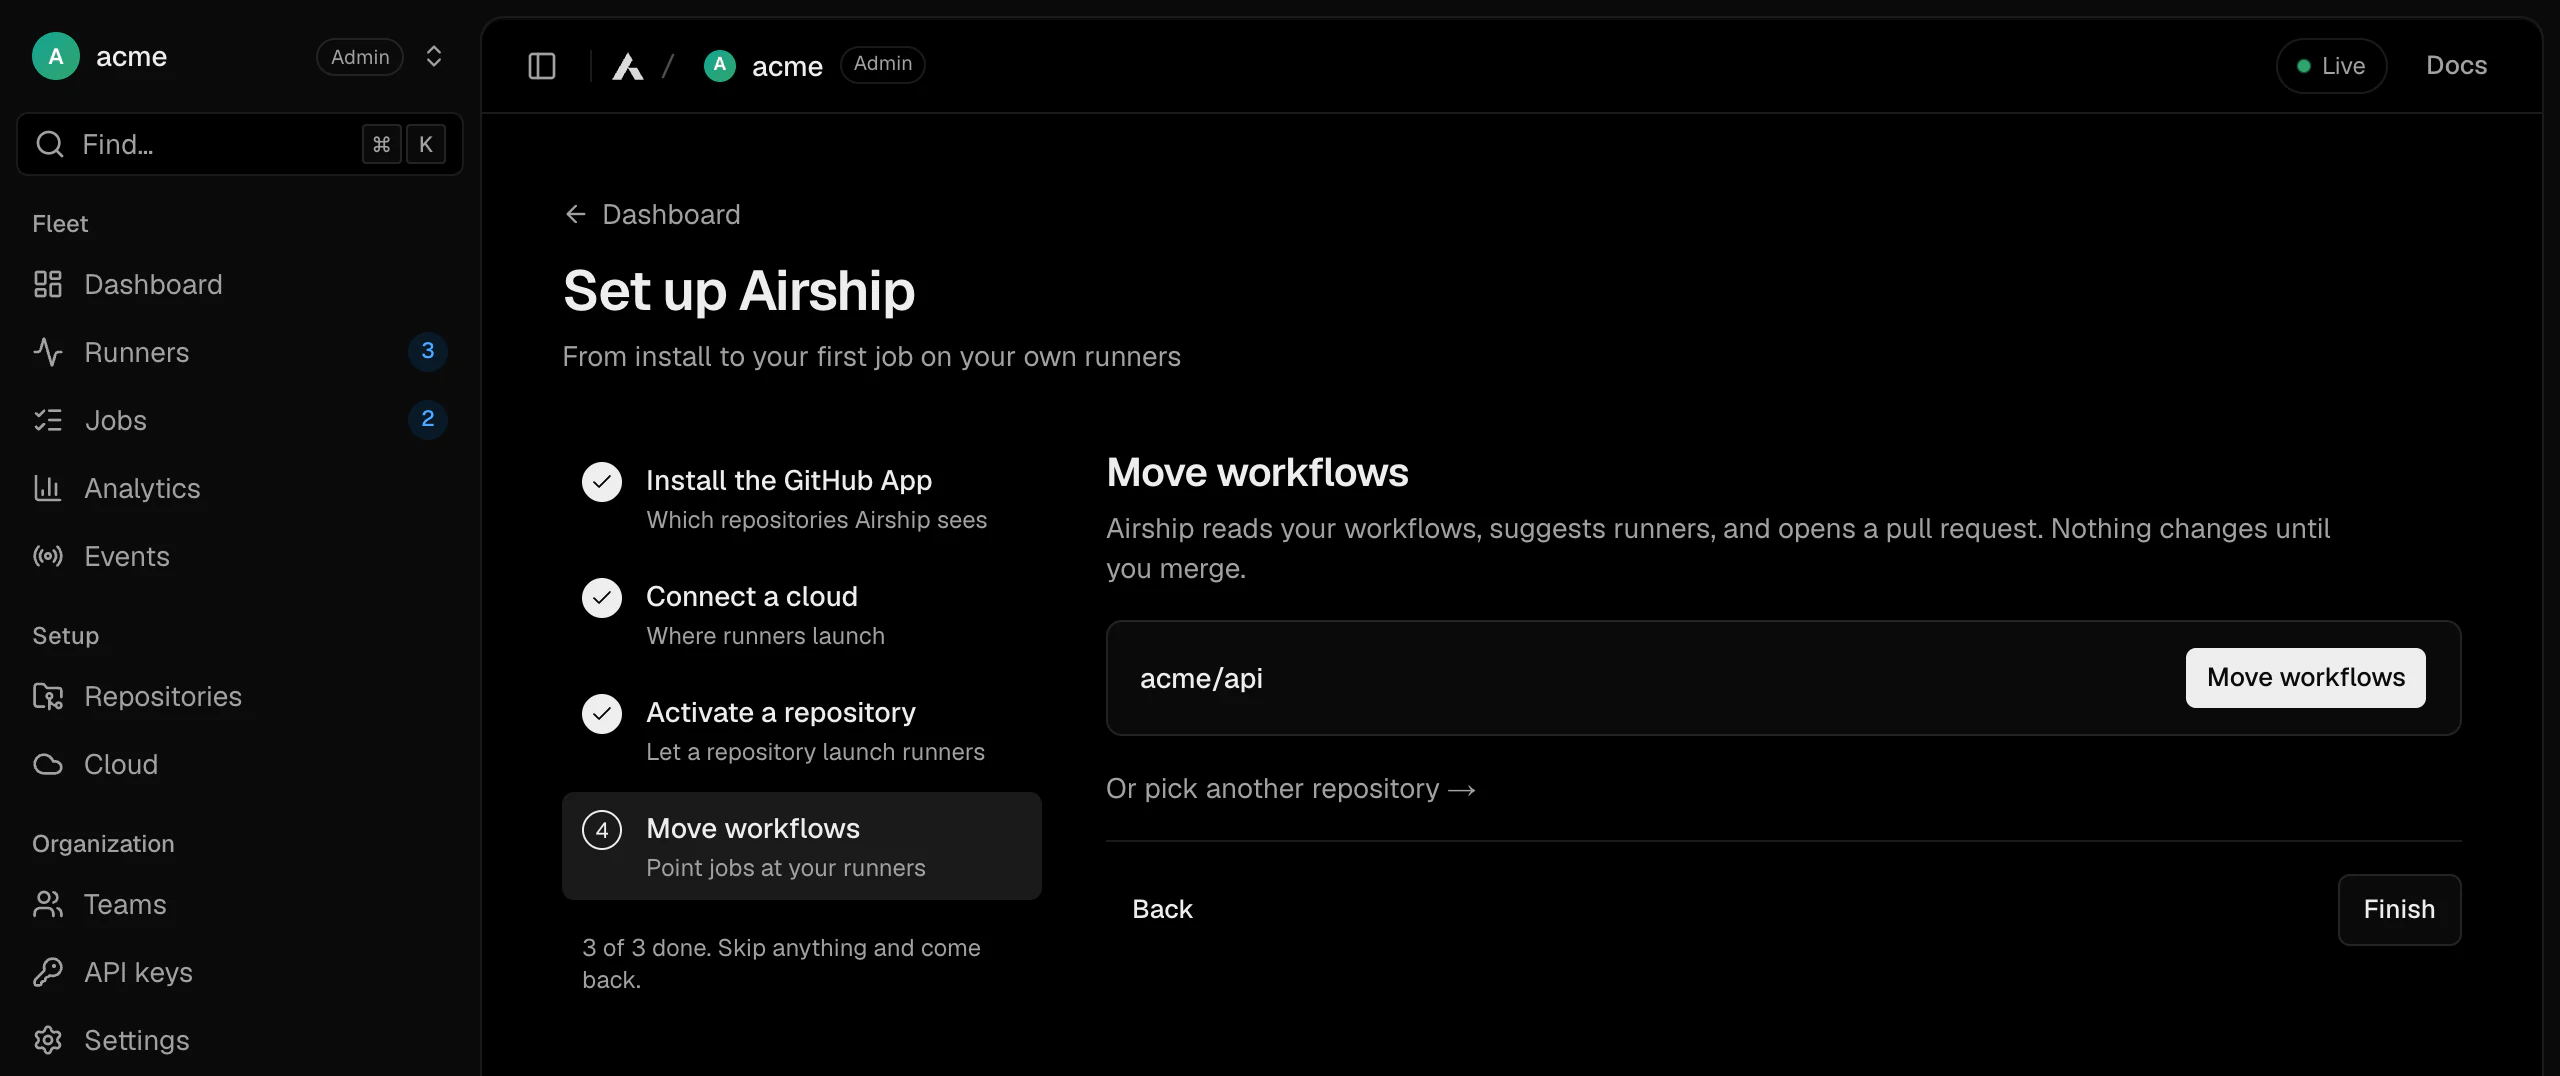 A acme Admin
Find... ⌘ K
Fleet
Dashboard
Runners 3
Jobs 2
Analytics
Events
Setup
Repositories
Cloud
Organization
Teams
API keys
Settings
/ A acme Admin
Live Docs
← Dashboard
Set up Airship
From install to your first job on your own runners
Install the GitHub App
Which repositories Airship sees
Connect a cloud
Where runners launch
Activate a repository
Let a repository launch runners
4 Move workflows
Point jobs at your runners
3 of 3 done. Skip anything and come
back.
Move workflows
Airship reads your workflows, suggests runners, and opens a pull request. Nothing changes until
you merge.
acme/api Move workflows
Or pick another repository →
Back Finish